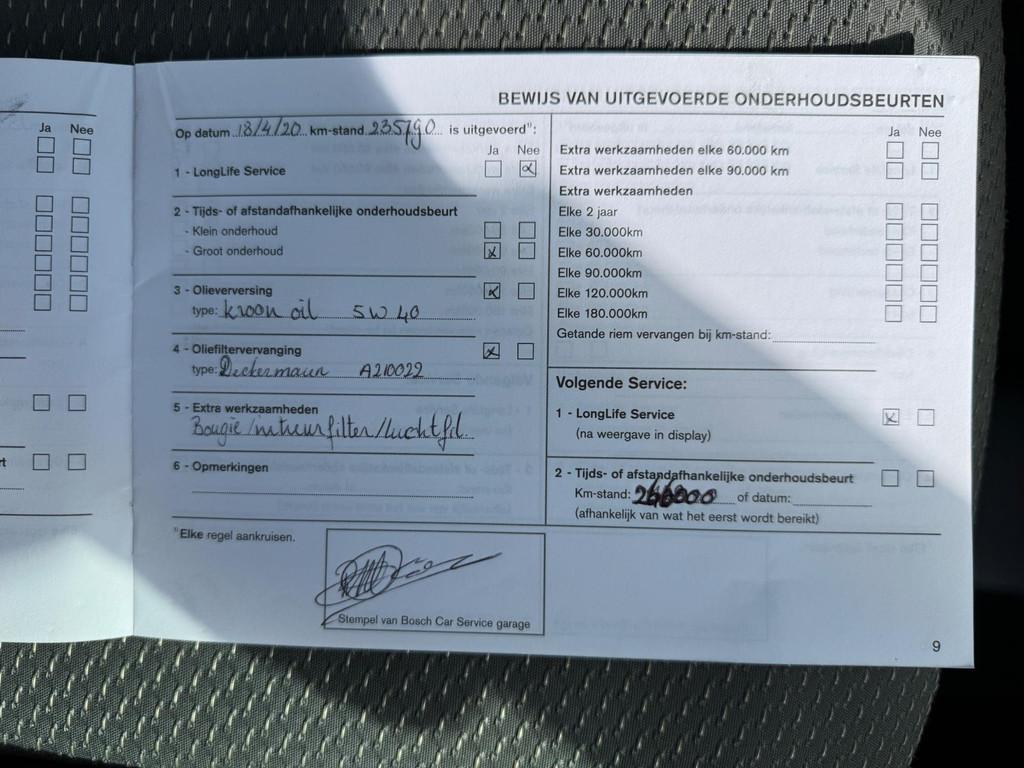 BEWIJS VAN UITGEVOERDE ONDERHOUDSBEURTEN
Ja Nee
rt
Op datum 18/4/20 km-stand 235790 is uitgevoerd¹⁾:
Ja Nee
1 - LongLife Service
2 - Tijds- of afstandafhankelijke onderhoudsbeurt
- Klein onderhoud
- Groot onderhoud
3 - Olieverversing
type: kroon oil 5W40
4 - Oliefiltervervanging
type: Deckermann A210022
5 - Extra werkzaamheden
Bougie/intrieurfilter/luchtfil
6 - Opmerkingen
¹⁾Elke regel aankruisen.
Stempel van Bosch Car Service garage
Ja Nee
Extra werkzaamheden elke 60.000 km
Extra werkzaamheden elke 90.000 km
Extra werkzaamheden
Elke 2 jaar
Elke 30.000km
Elke 60.000km
Elke 90.000km
Elke 120.000km
Elke 180.000km
Getande riem vervangen bij km-stand:
Volgende Service:
1 - LongLife Service
(na weergave in display)
2 - Tijds- of afstandafhankelijke onderhoudsbeurt
Km-stand: 266000 of datum:
(afhankelijk van wat het eerst wordt bereikt)
9